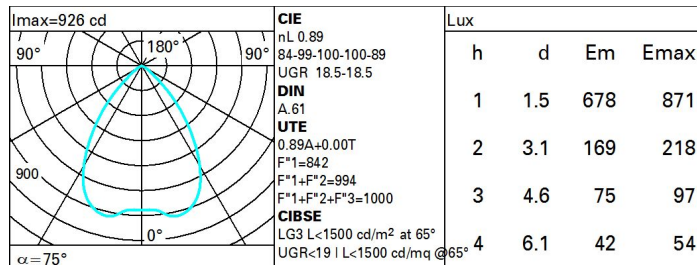 Imax=926 cd
90° 180° 90°
900
0°
α=75°
CIE
nL 0.89
84-99-100-100-89
UGR 18.5-18.5
DIN
A.61
UTE
0.89A+0.00T
F"1=842
F"1+F"2=994
F"1+F"2+F"3=1000
CIBSE
LG3 L<1500 cd/m² at 65°
UGR<19 | L<1500 cd/mq @65°
Lux
h d Em Emax
1 1.5 678 871
2 3.1 169 218
3 4.6 75 97
4 6.1 42 54